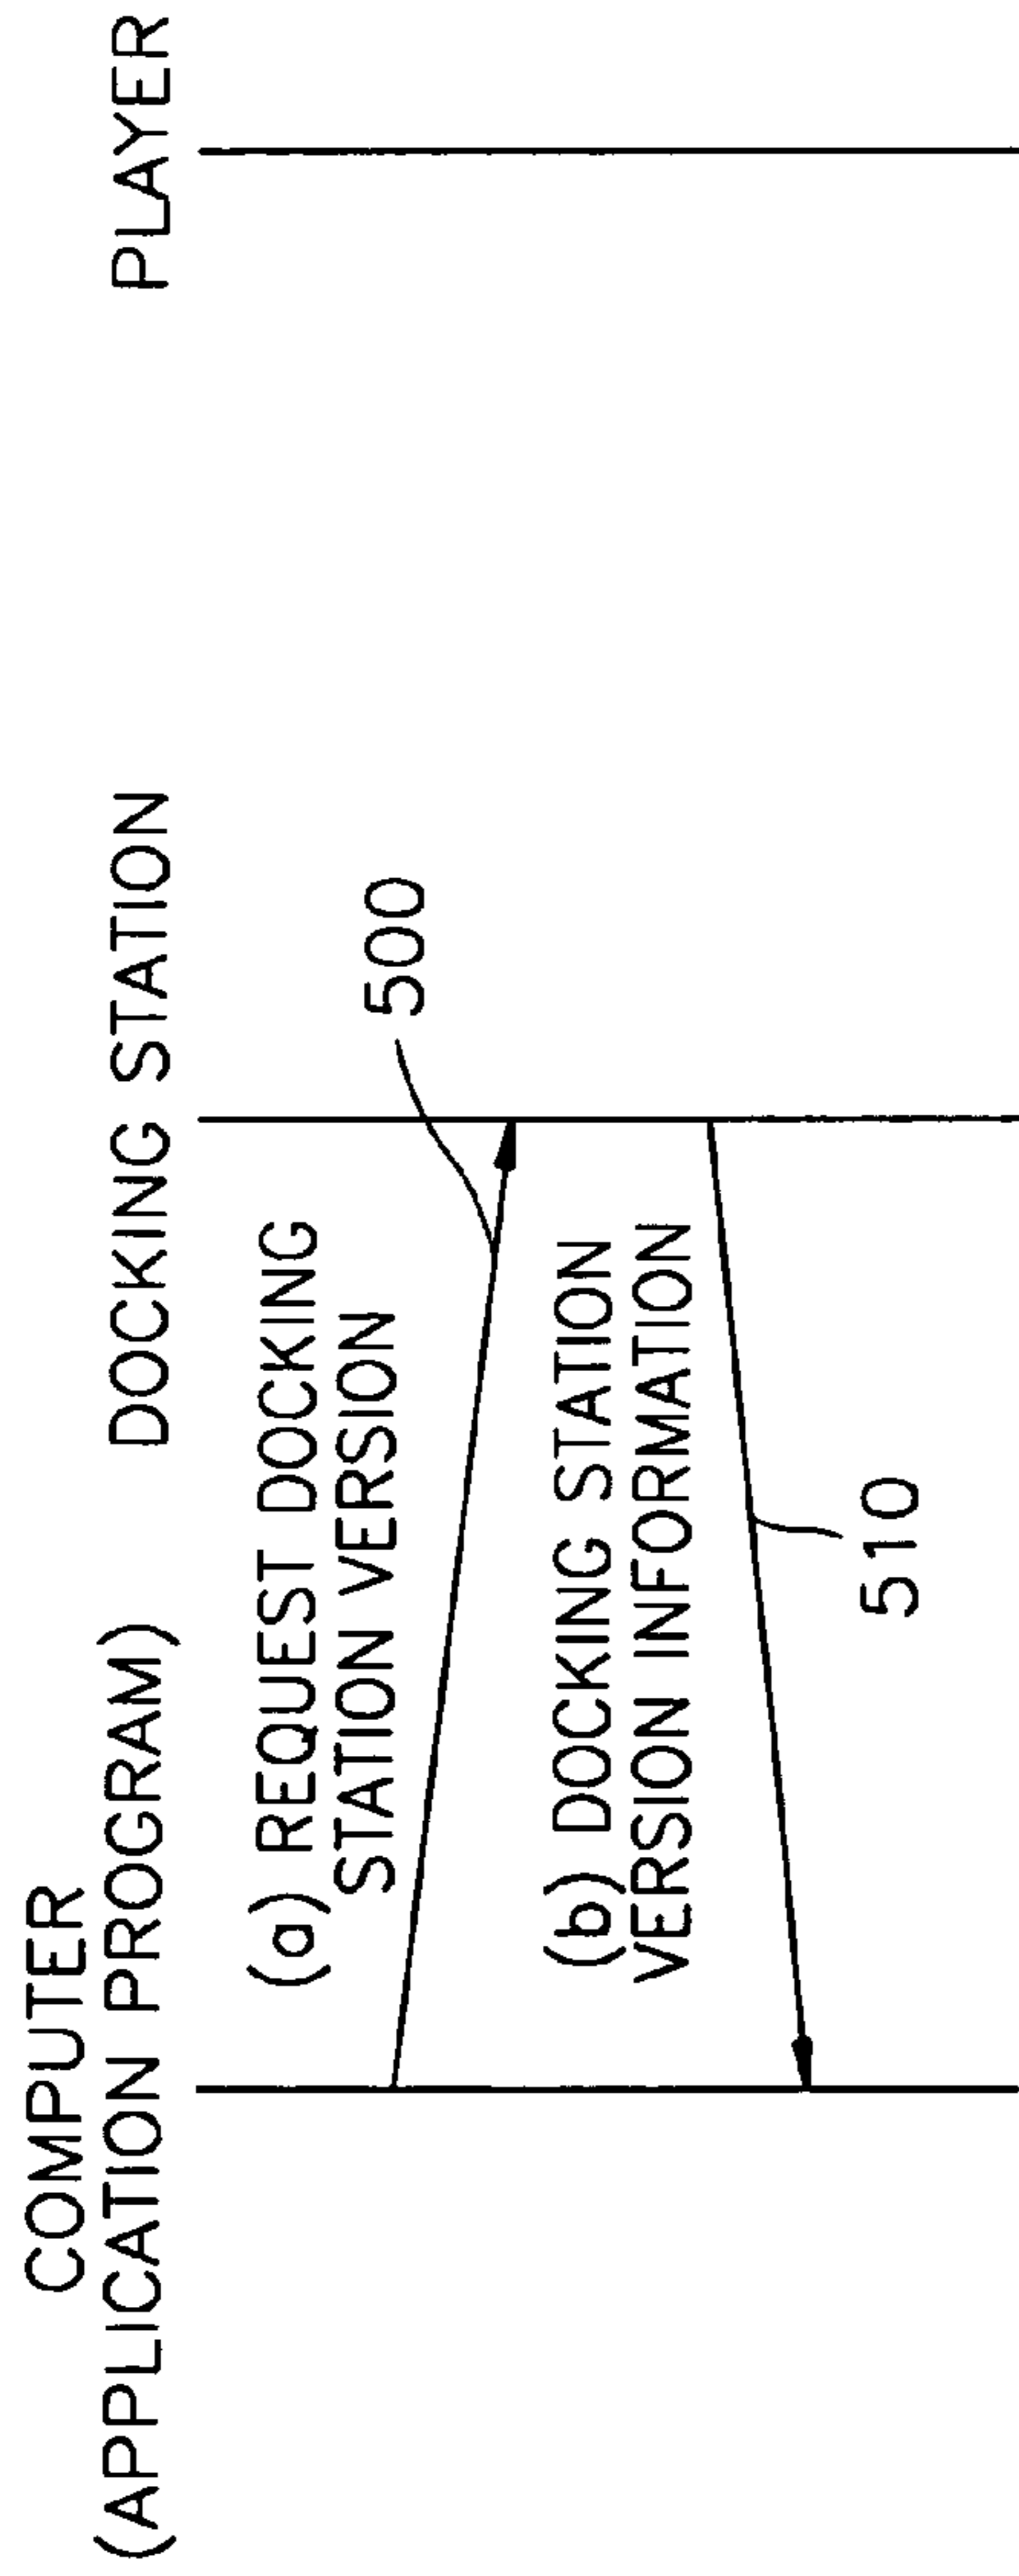 COMPUTER
(APPLICATION PROGRAM)
DOCKING STATION
PLAYER
(a) REQUEST DOCKING
STATION VERSION
500
(b) DOCKING STATION
VERSION INFORMATION
510